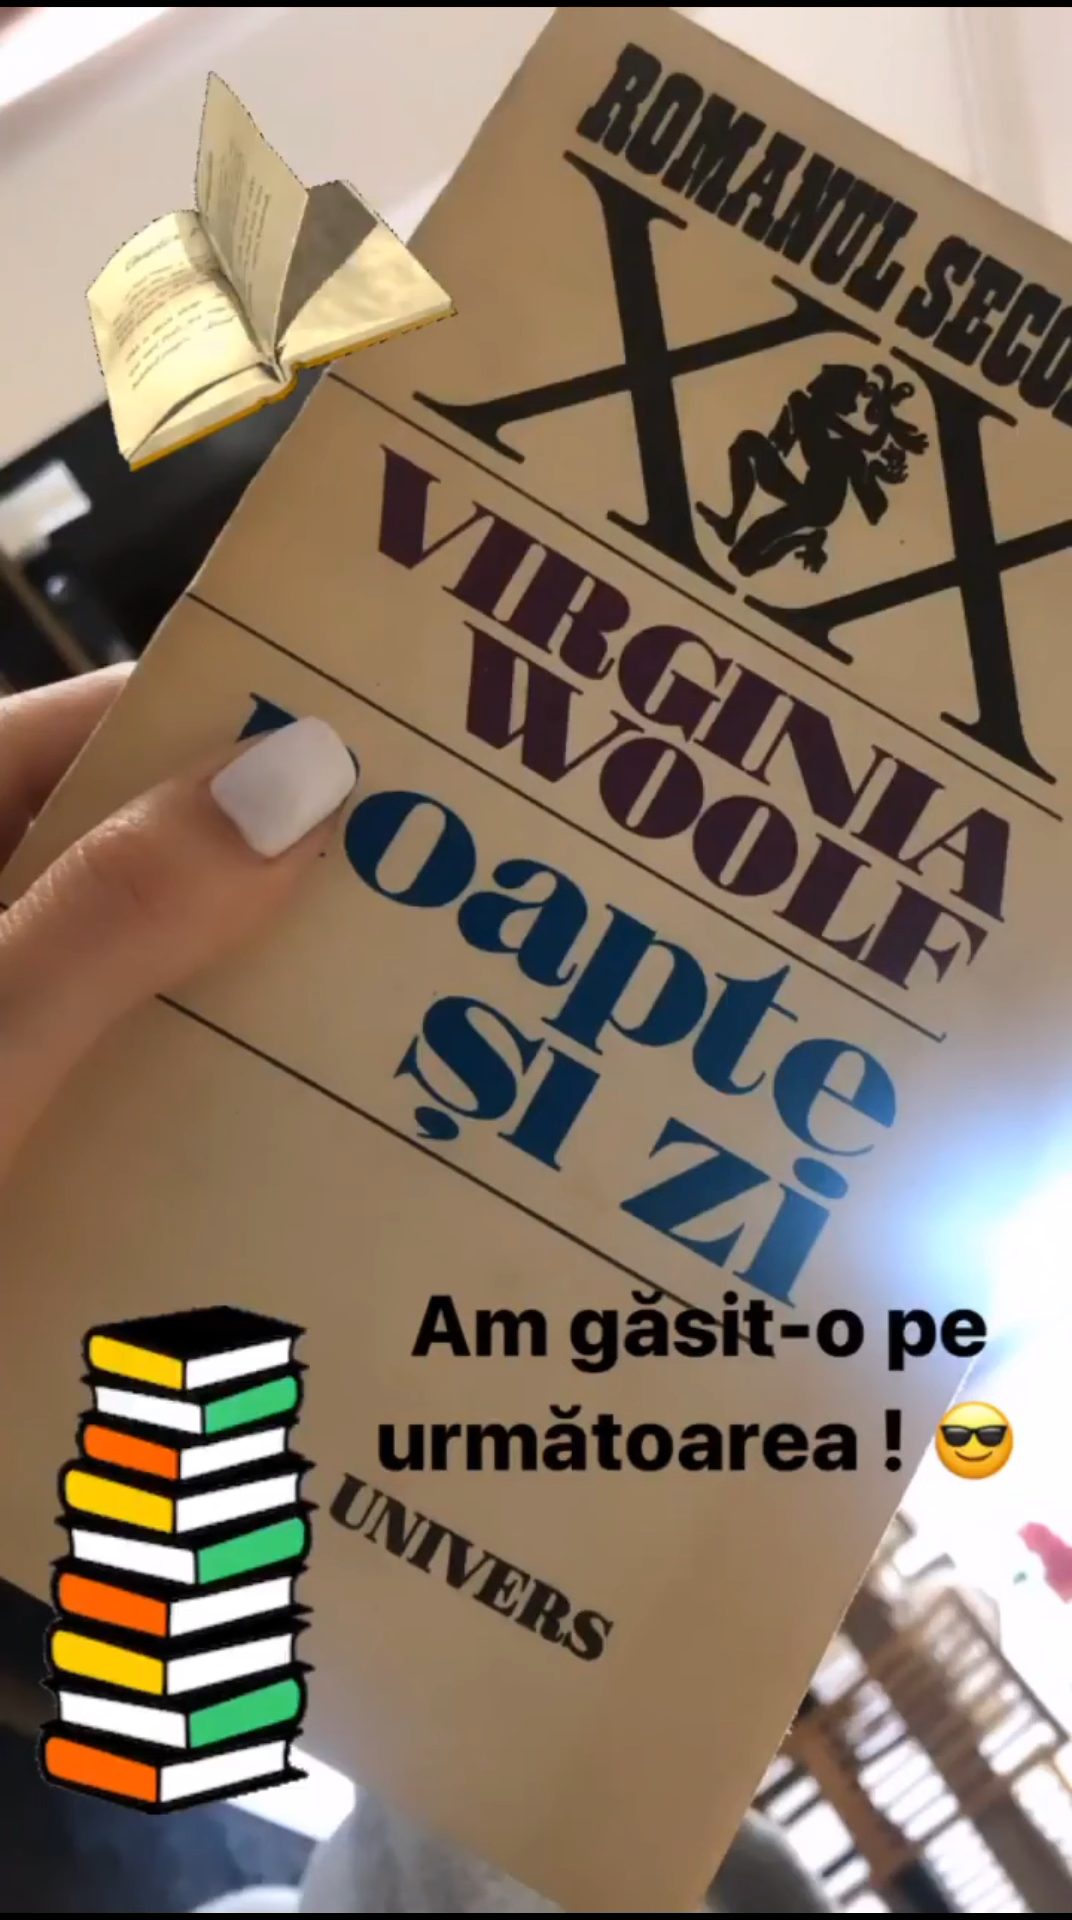 ROMANUL SECO
XX
VIRGINIA
WOOLF
oapte
și zi
Am găsit-o pe
următoarea ! 😎
UNIVERS